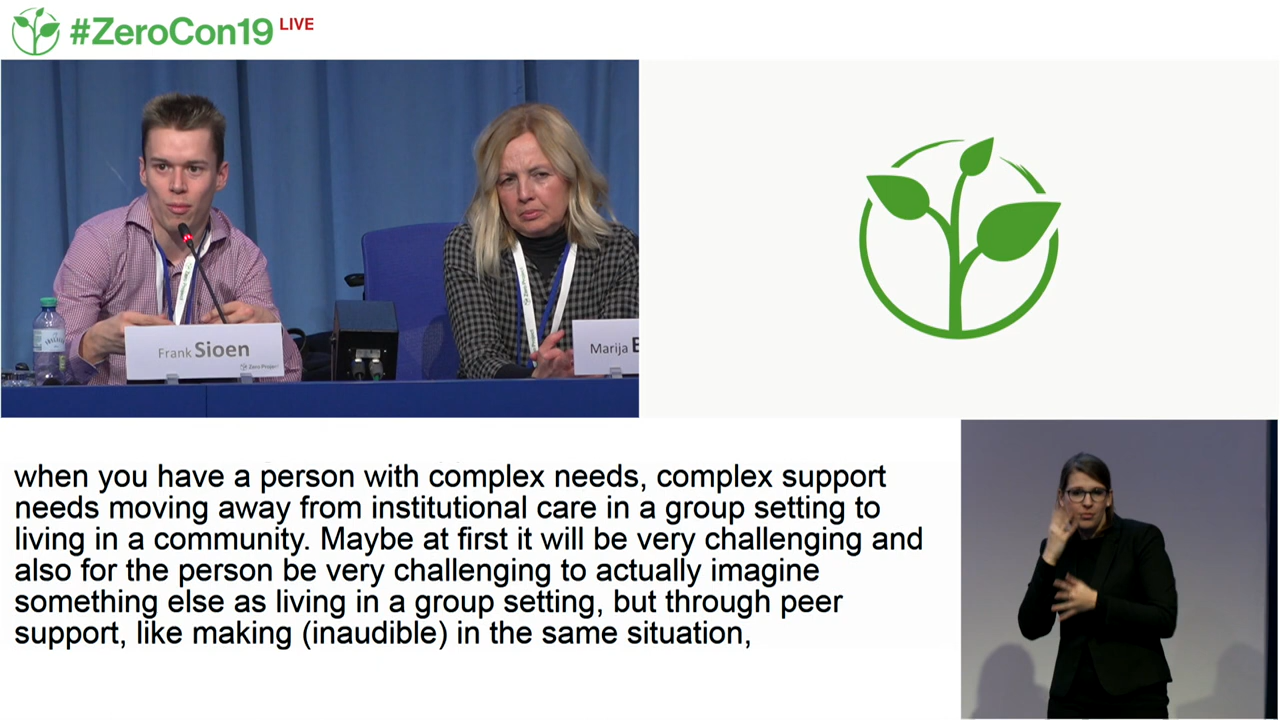 #ZeroCon19 LIVE
Frank Sioen
Zero Project
Marija
when you have a person with complex needs, complex support
needs moving away from institutional care in a group setting to
living in a community. Maybe at first it will be very challenging and
also for the person be very challenging to actually imagine
something else as living in a group setting, but through peer
support, like making (inaudible) in the same situation,